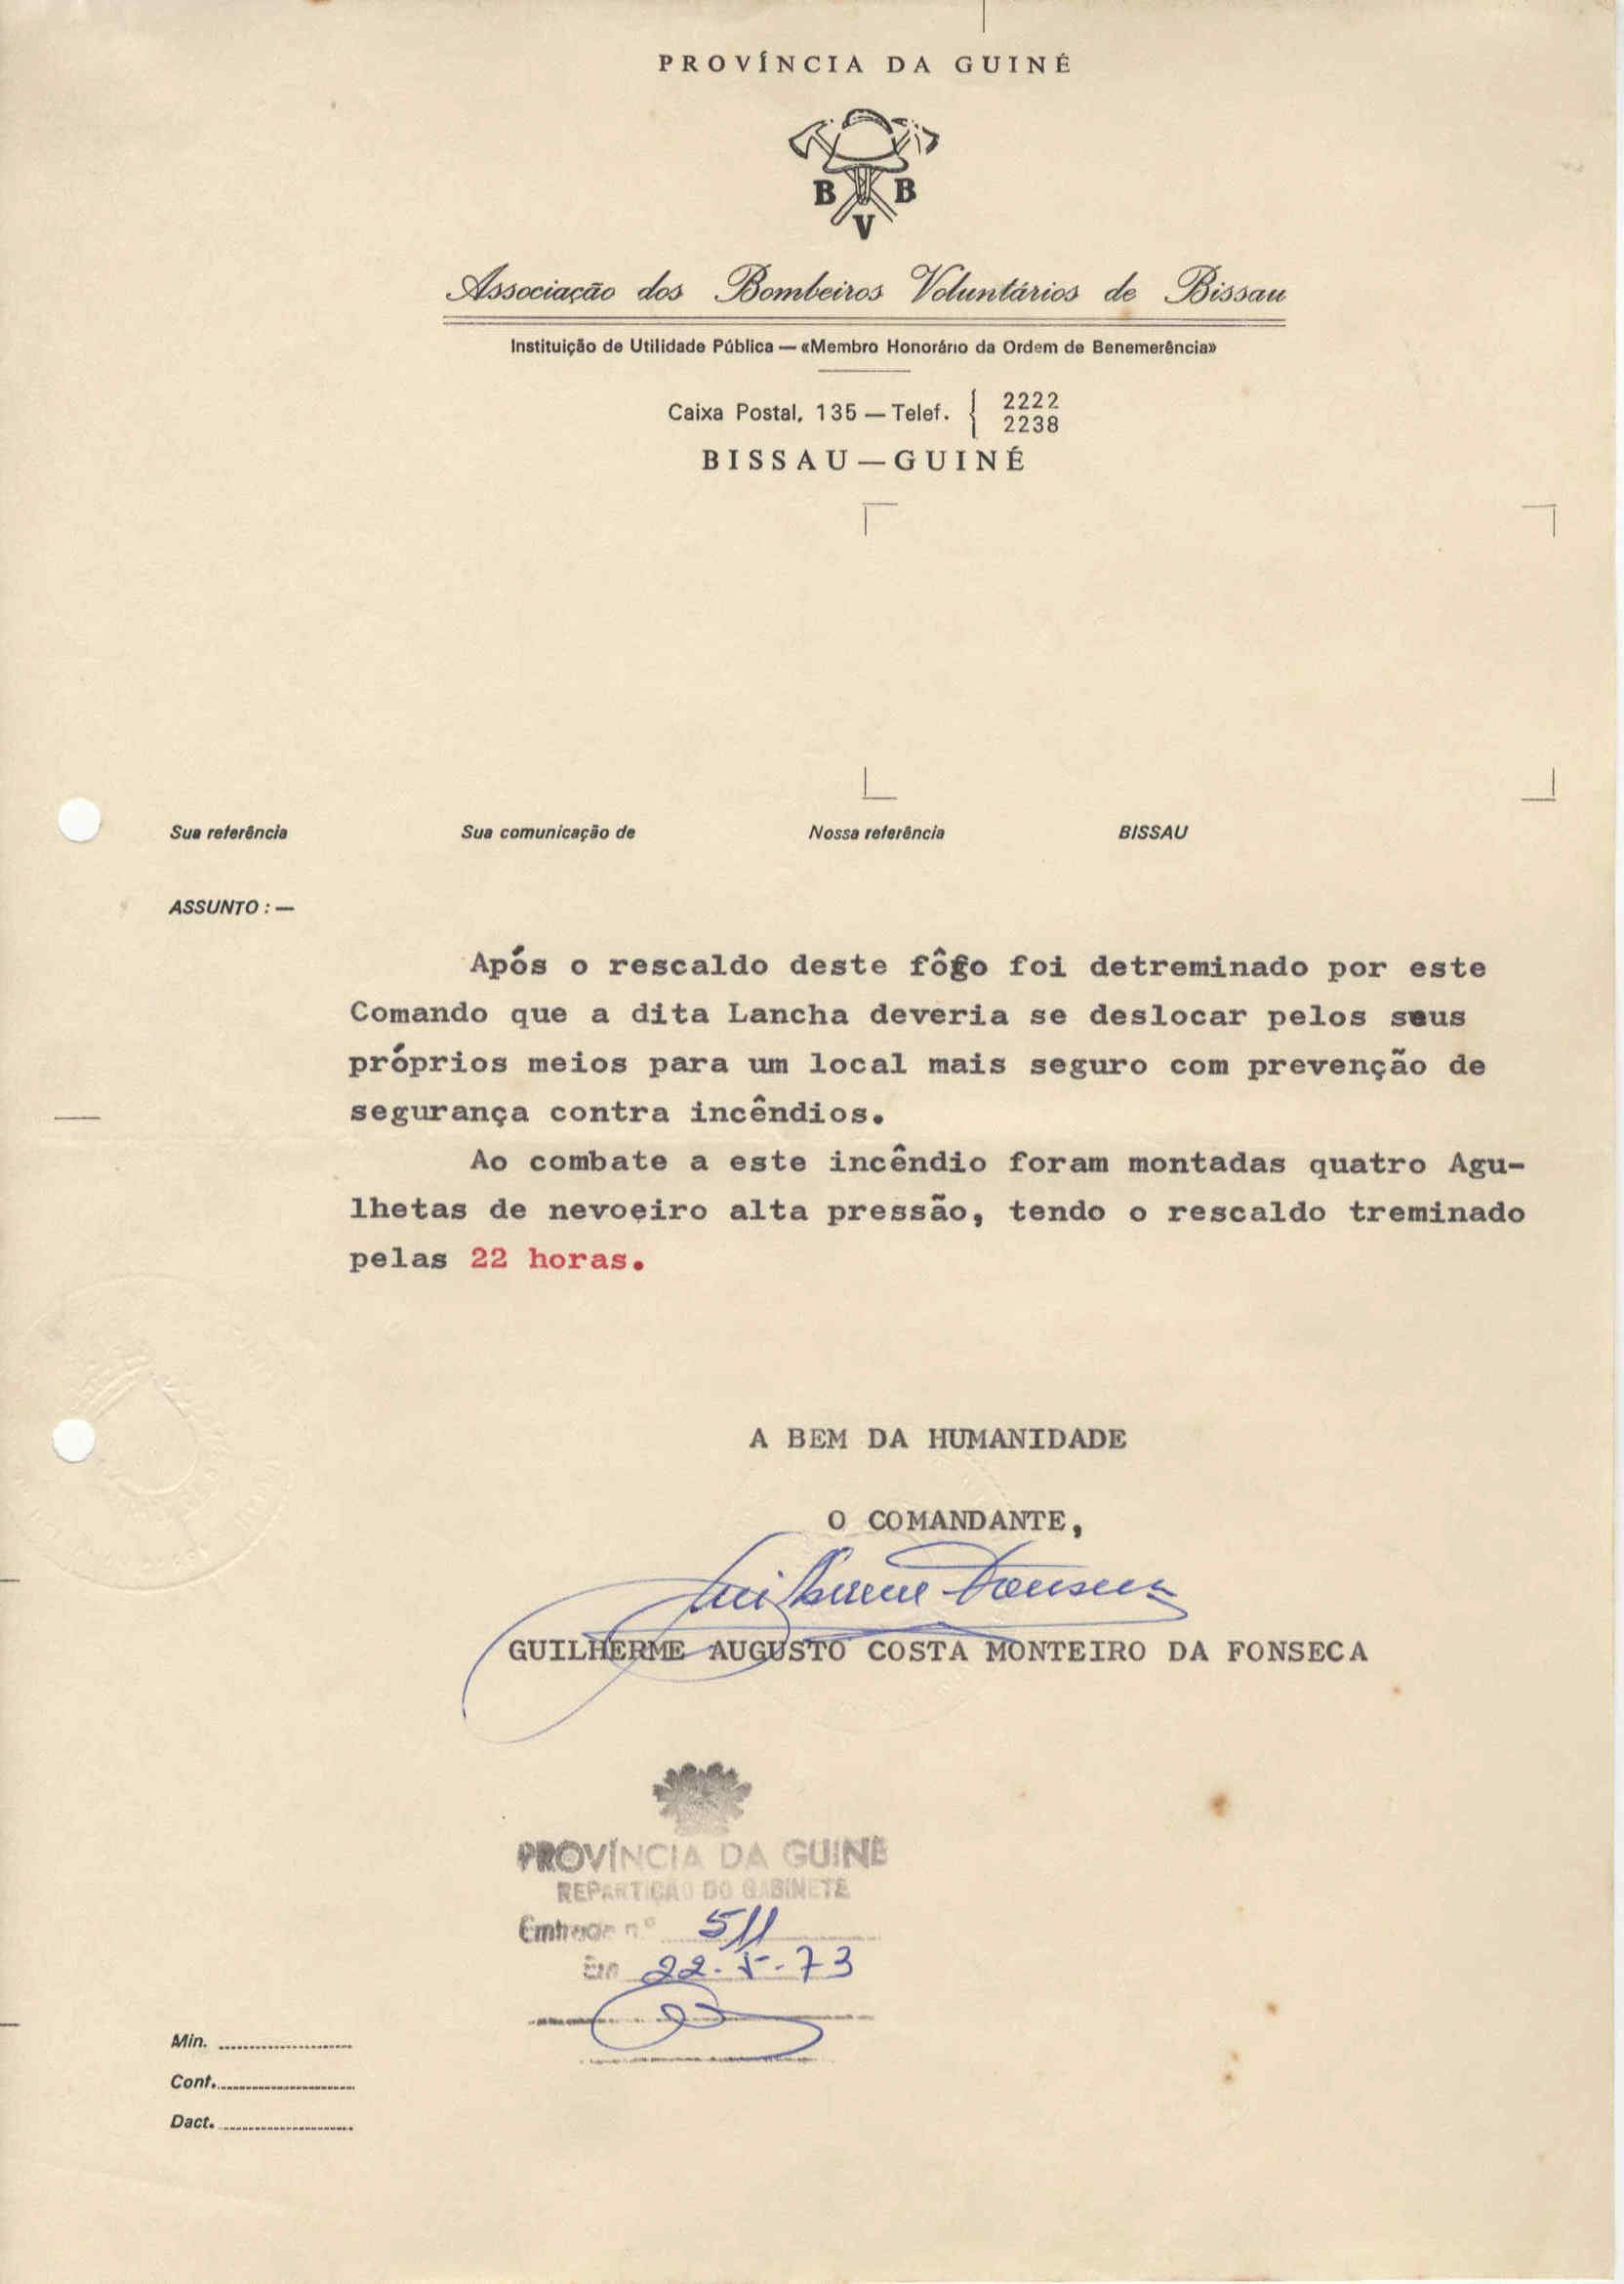 PROVÍNCIA DA GUINÉ
B B
V
Associação dos Bombeiros Voluntários de Bissau
Instituição de Utilidade Pública — «Membro Honorário da Ordem de Benemerência»
Caixa Postal, 135 — Telef. { 2222
2238
BISSAU — GUINÉ
Sua referência Sua comunicação de Nossa referência BISSAU
ASSUNTO : —
Após o rescaldo deste fôgo foi detreminado por este
Comando que a dita Lancha deveria se deslocar pelos seus
próprios meios para um local mais seguro com prevenção de
segurança contra incêndios.
Ao combate a este incêndio foram montadas quatro Agu-
lhetas de nevoeiro alta pressão, tendo o rescaldo treminado
pelas 22 horas.
A BEM DA HUMANIDADE
O COMANDANTE,
Guilherme Fonseca
GUILHERME AUGUSTO COSTA MONTEIRO DA FONSECA
PROVÍNCIA DA GUINÉ
REPARTIÇÃO DO GABINETE
Entrada n.º 511
Em 22-5-73
Min.
Conf.
Dact.